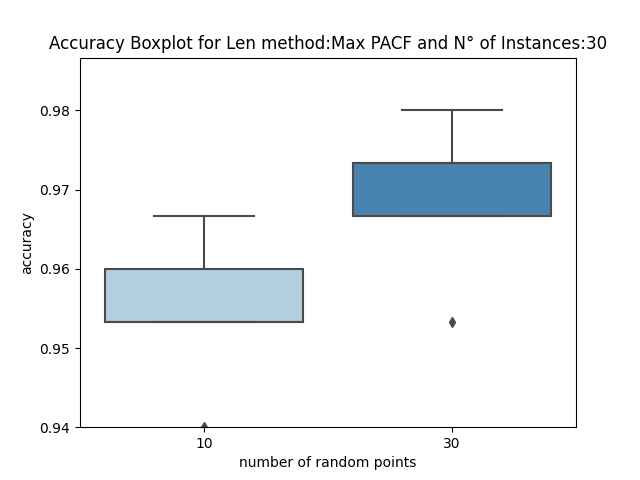 Accuracy Boxplot for Len method:Max PACF and N° of Instances:30
0.98
0.97
0.96
0.95
0.94
accuracy
10
30
number of random points